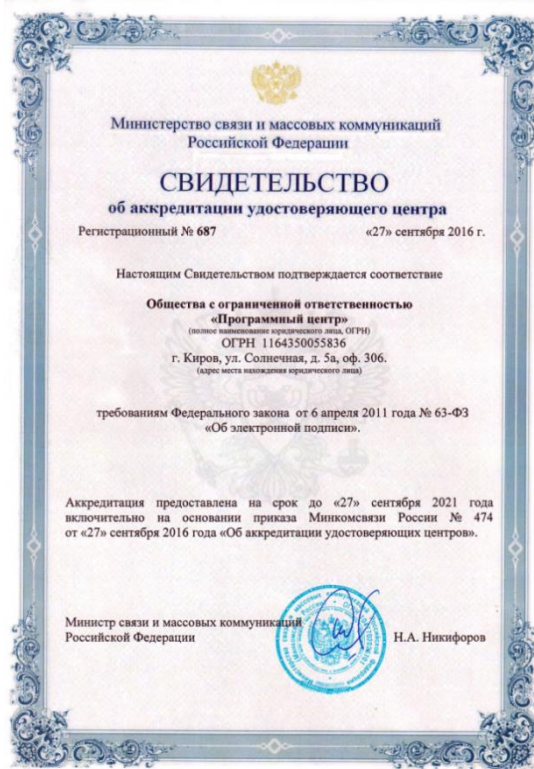 Министерство связи и массовых коммуникаций
Российской Федерации
СВИДЕТЕЛЬСТВО
об аккредитации удостоверяющего центра
Регистрационный № 687 «27» сентября 2016 г.
Настоящим Свидетельством подтверждается соответствие
Общества с ограниченной ответственностью
«Программный центр»
(полное наименование юридического лица, ОГРН)
ОГРН 1164350055836
г. Киров, ул. Солнечная, д. 5а, оф. 306.
(адрес места нахождения юридического лица)
требованиям Федерального закона от 6 апреля 2011 года № 63-ФЗ
«Об электронной подписи».
Аккредитация предоставлена на срок до «27» сентября 2021 года
включительно на основании приказа Минкомсвязи России № 474
от «27» сентября 2016 года «Об аккредитации удостоверяющих центров».
Министр связи и массовых коммуникаций
Российской Федерации Н.А. Никифоров